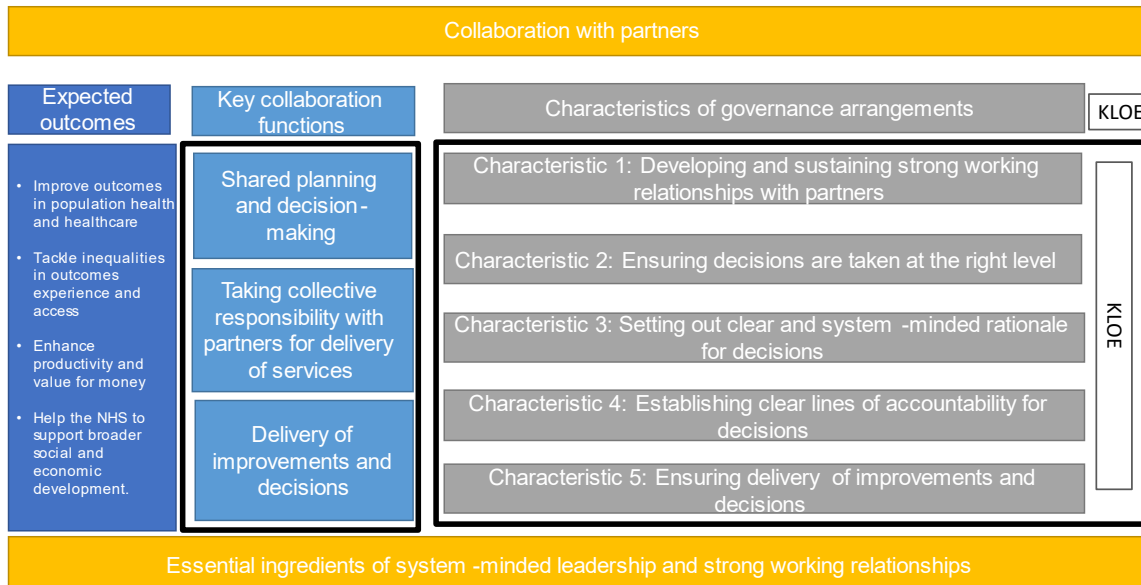 Collaboration with partners
Expected
outcomes
Key collaboration
functions
Characteristics of governance arrangements
KLOE
• Improve outcomes
in population health
and healthcare
• Tackle inequalities
in outcomes
experience and
access
• Enhance
productivity and
value for money
• Help the NHS to
support broader
social and
economic
development.
Shared planning
and decision-
making
Taking collective
responsibility with
partners for delivery
of services
Delivery of
improvements and
decisions
Characteristic 1: Developing and sustaining strong working
relationships with partners
Characteristic 2: Ensuring decisions are taken at the right level
Characteristic 3: Setting out clear and system -minded rationale
for decisions
Characteristic 4: Establishing clear lines of accountability for
decisions
Characteristic 5: Ensuring delivery of improvements and
decisions
KLOE
Essential ingredients of system -minded leadership and strong working relationships